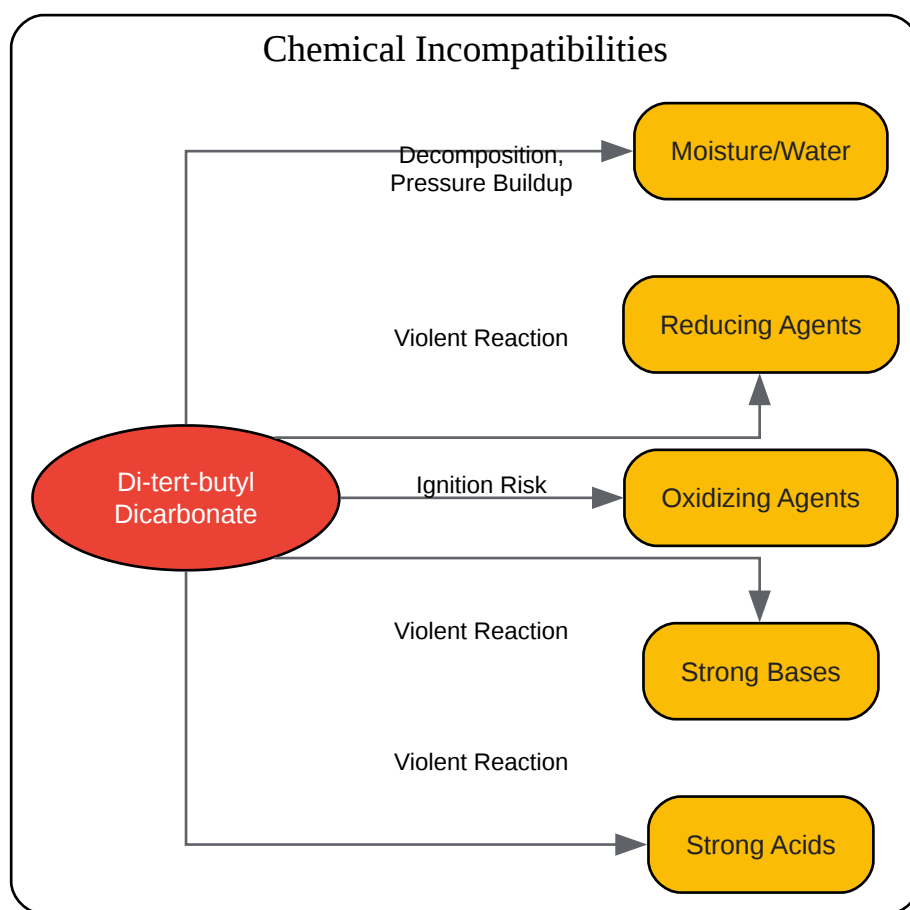 Chemical Incompatibilities
Moisture/Water
Decomposition,
Pressure Buildup
Reducing Agents
Violent Reaction
Di-tert-butyl
Dicarbonate
Ignition Risk
Oxidizing Agents
Violent Reaction
Strong Bases
Violent Reaction
Strong Acids